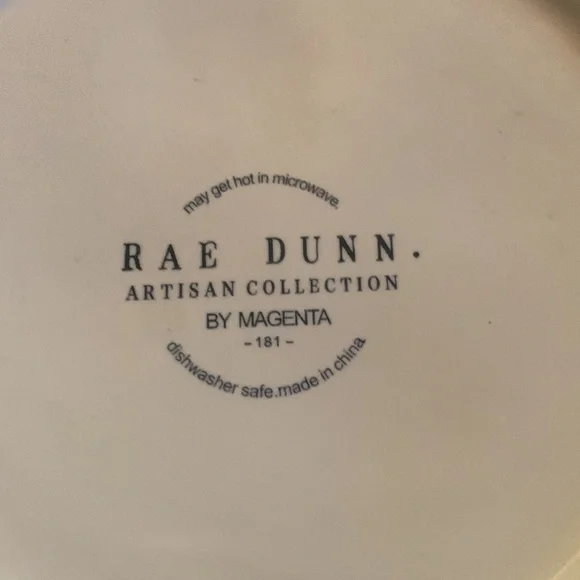 may get hot in microwave.
RAE DUNN.
ARTISAN COLLECTION
BY MAGENTA
- 181 -
dishwasher safe.made in china